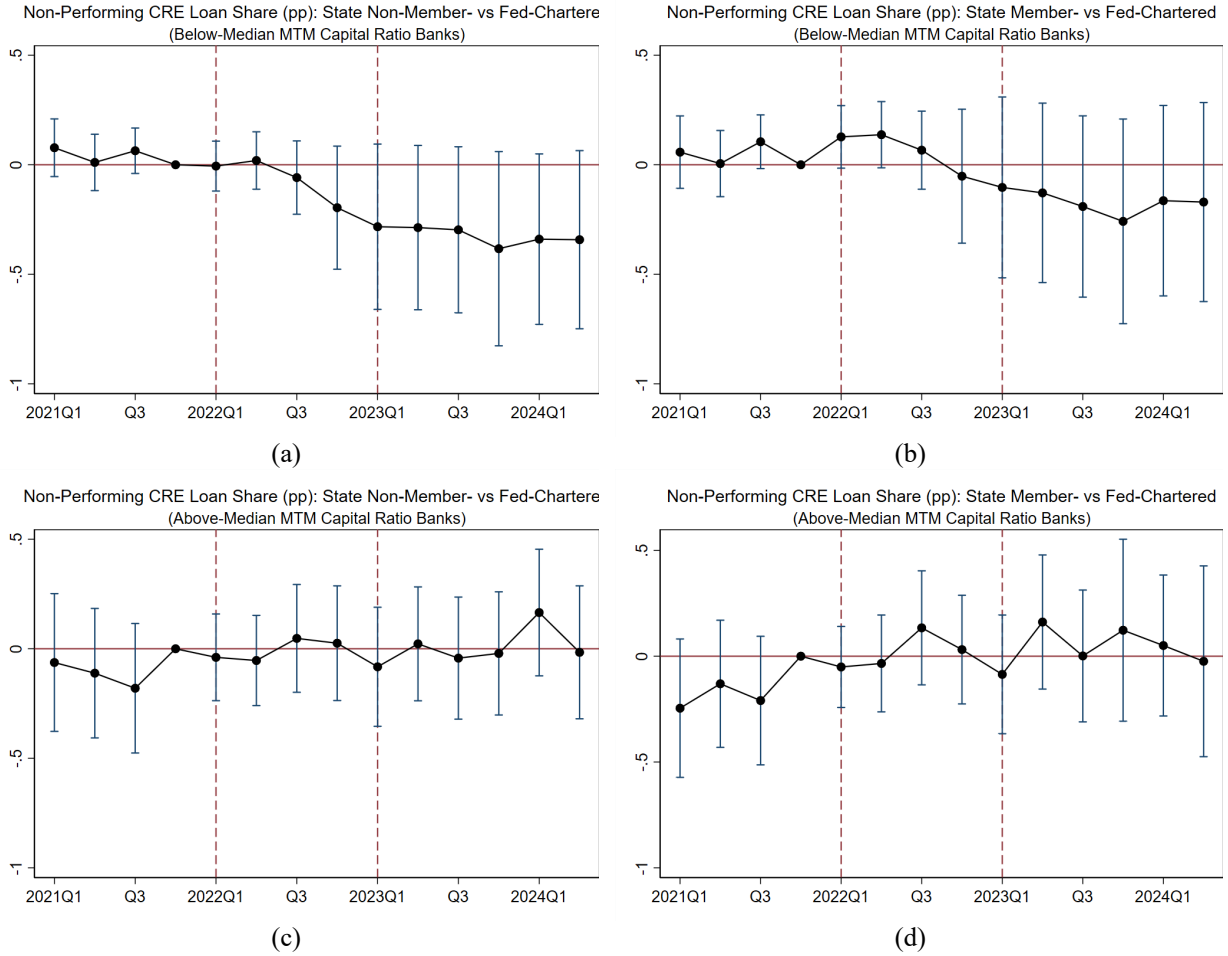 Non-Performing CRE Loan Share (pp): State Non-Member- vs Fed-Chartere
(Below-Median MTM Capital Ratio Banks)
.5
0
-.5
-1
2021Q1 Q3 2022Q1 Q3 2023Q1 Q3 2024Q1
(a)
Non-Performing CRE Loan Share (pp): State Member- vs Fed-Chartered
(Below-Median MTM Capital Ratio Banks)
.5
0
-.5
-1
2021Q1 Q3 2022Q1 Q3 2023Q1 Q3 2024Q1
(b)
Non-Performing CRE Loan Share (pp): State Non-Member- vs Fed-Chartere
(Above-Median MTM Capital Ratio Banks)
.5
0
-.5
-1
2021Q1 Q3 2022Q1 Q3 2023Q1 Q3 2024Q1
(c)
Non-Performing CRE Loan Share (pp): State Member- vs Fed-Chartered
(Above-Median MTM Capital Ratio Banks)
.5
0
-.5
-1
2021Q1 Q3 2022Q1 Q3 2023Q1 Q3 2024Q1
(d)